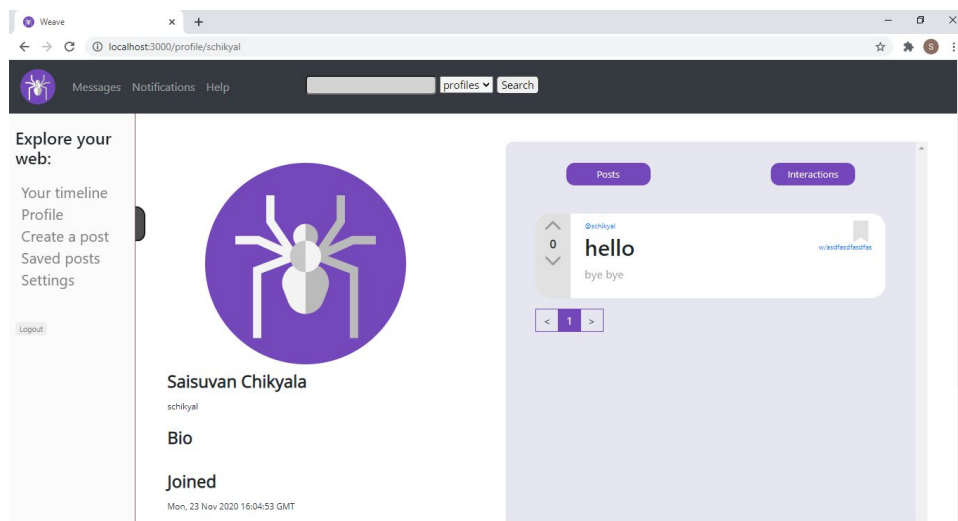 Weave
localhost:3000/profile/schikyal
S
Messages Notifications Help
profiles Search
Explore your
web:
Your timeline
Profile
Create a post
Saved posts
Settings
Logout
Saisuvan Chikyala
schikyal
Bio
Joined
Mon, 23 Nov 2020 16:04:53 GMT
Posts Interactions
@schikyal
0 hello
w/asdfasdfasdfas
bye bye
< 1 >